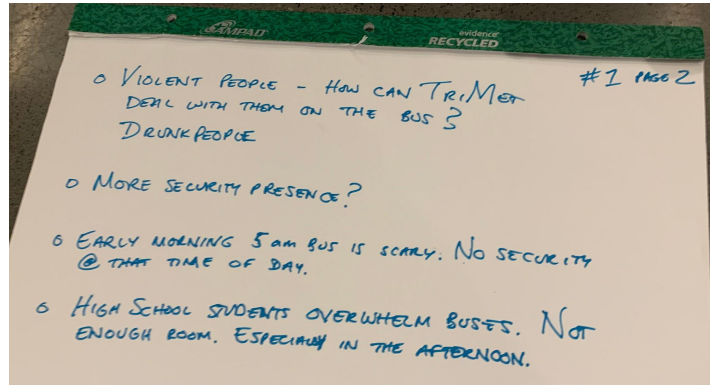 AMPAD
evidence
RECYCLED
#1 PAGE 2
o VIOLENT PEOPLE - HOW CAN TRIMET
DEAL WITH THEM ON THE BUS?
DRUNK PEOPLE
o MORE SECURITY PRESENCE?
o EARLY MORNING 5 am BUS IS SCARY. NO SECURITY
@ THAT TIME OF DAY.
o HIGH SCHOOL STUDENTS OVERWHELM BUSES. NOT
ENOUGH ROOM. ESPECIALLY IN THE AFTERNOON.